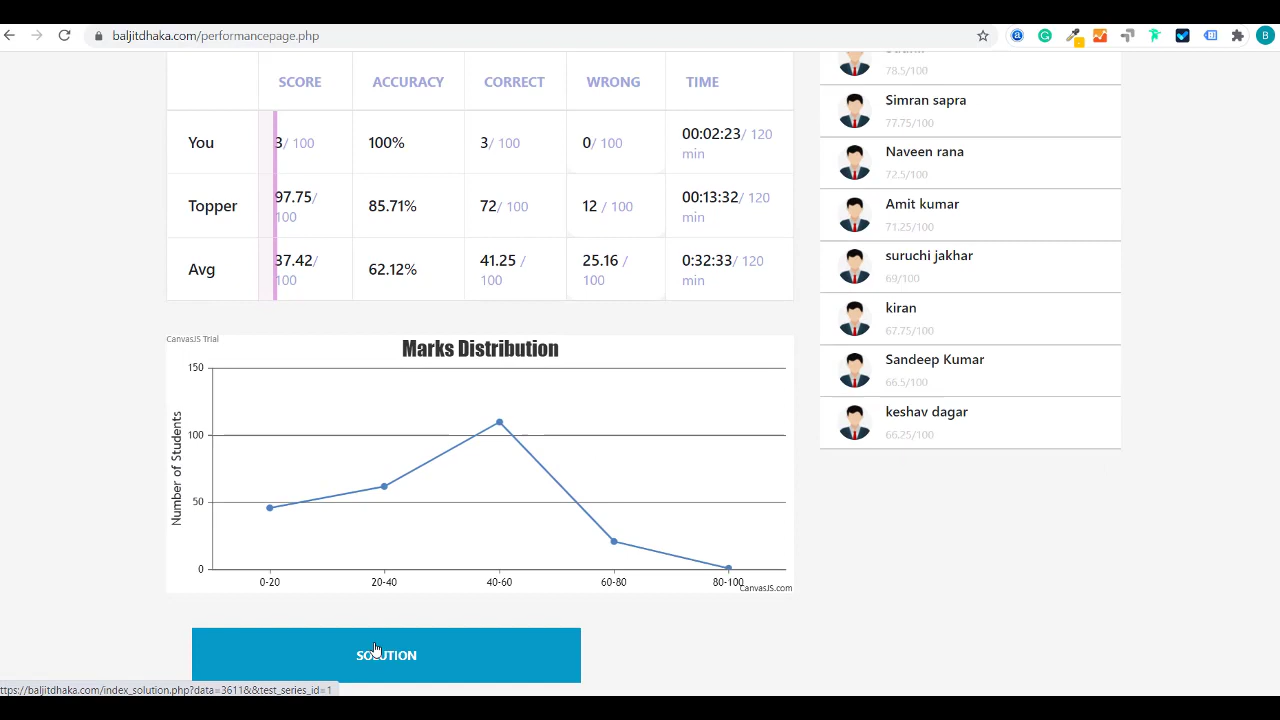 baljitdhaka.com/performancepage.php
B
SCORE ACCURACY CORRECT WRONG TIME
You 3/ 100 100% 3/ 100 0/ 100 00:02:23/ 120
min
Topper 97.75/
100 85.71% 72/ 100 12 / 100 00:13:32/ 120
min
Avg 37.42/
100 62.12% 41.25 /
100 25.16 /
100 0:32:33/ 120
min
78.5/100
Simran sapra
77.75/100
Naveen rana
72.5/100
Amit kumar
71.25/100
suruchi jakhar
69/100
kiran
67.75/100
Sandeep Kumar
66.5/100
keshav dagar
66.25/100
CanvasJS Trial
Marks Distribution
Number of Students
150
100
50
0
0-20 20-40 40-60 60-80 80-100
CanvasJS.com
SOLUTION
ttps://baljitdhaka.com/index_solution.php?data=3611&&test_series_id=1